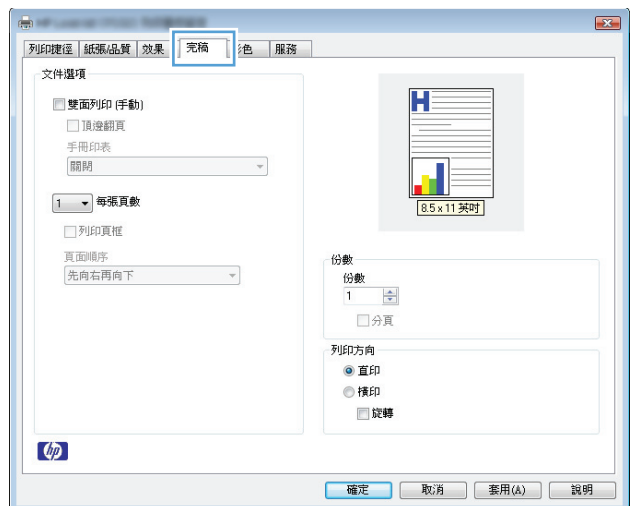 列印捷徑 紙張/品質 效果 完稿 色 服務
文件選項
雙面列印 (手動)
頂邊翻頁
手冊印表
關閉
1 每張頁數
列印頁框
頁面順序
先向右再向下
H
8.5 x 11 英吋
份數
份數
1
分頁
列印方向
直印
橫印
旋轉
hp
確定 取消 套用(A) 說明